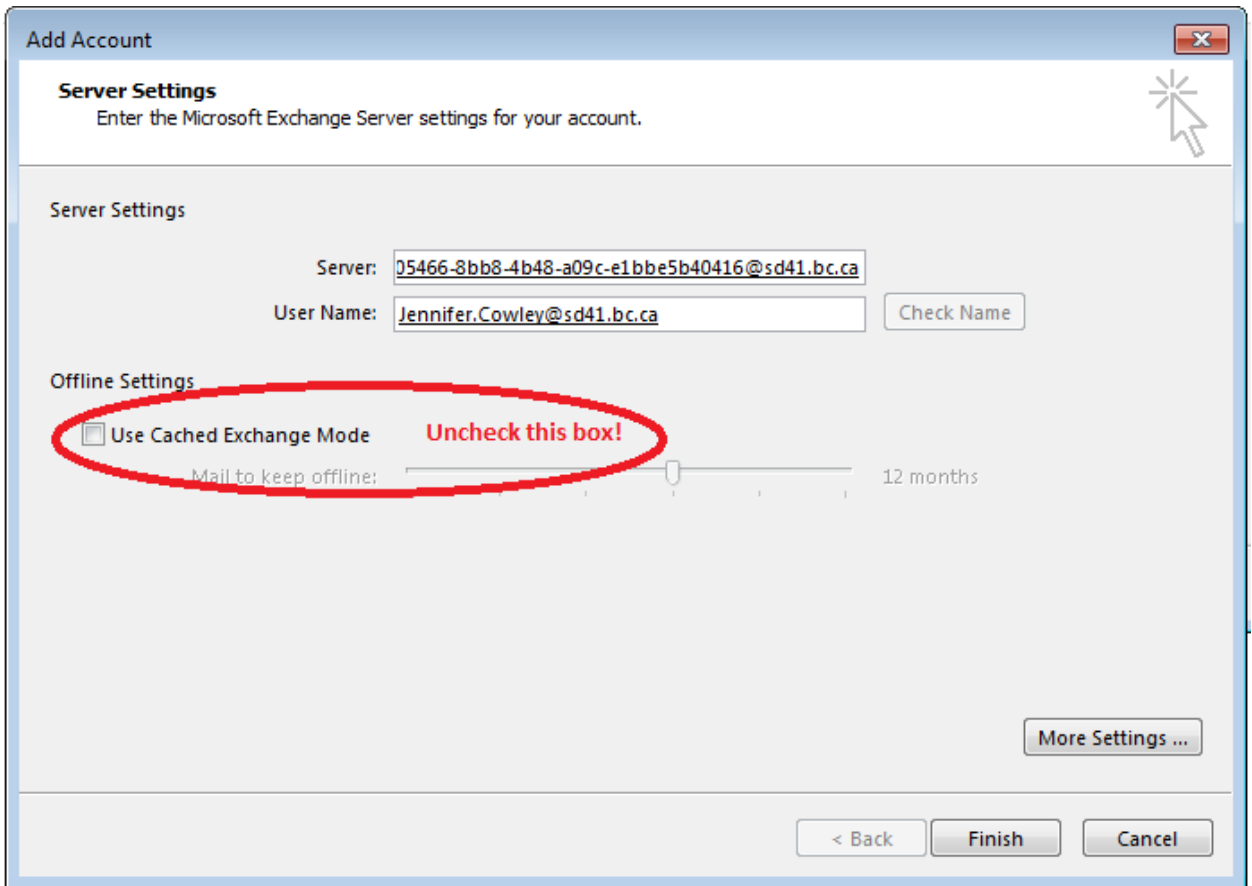 Add Account
Server Settings
Enter the Microsoft Exchange Server settings for your account.
Server Settings
Server: 05466-8bb8-4b48-a09c-e1bbe5b40416@sd41.bc.ca
User Name: Jennifer.Cowley@sd41.bc.ca Check Name
Offline Settings
Use Cached Exchange Mode Uncheck this box!
Mail to keep offline: 12 months
More Settings ...
< Back Finish Cancel